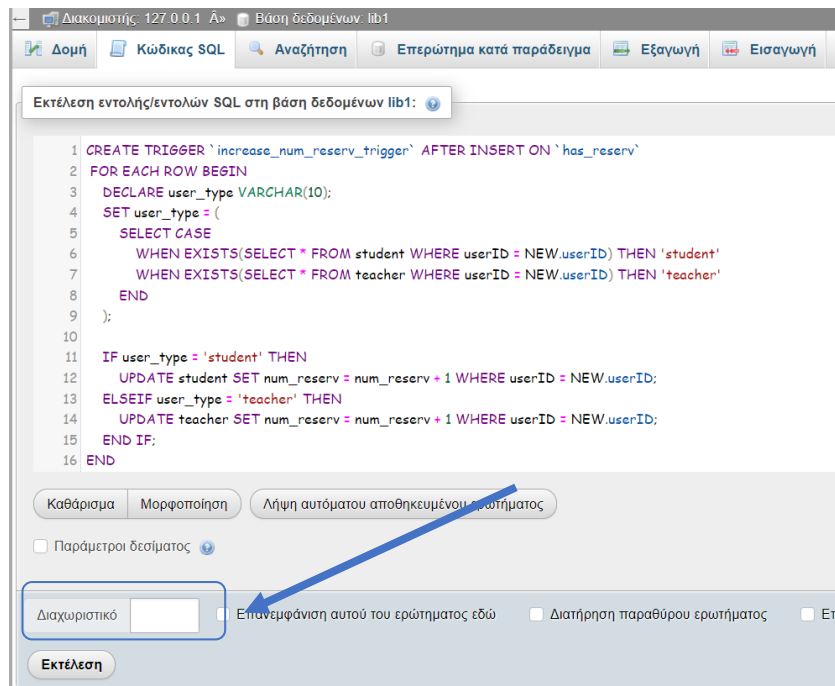 ← Διακομιστής: 127.0.0.1 Â» Βάση δεδομένων: lib1
Δομή Κώδικας SQL Αναζήτηση Επερώτημα κατά παράδειγμα Εξαγωγή Εισαγωγή
Εκτέλεση εντολής/εντολών SQL στη βάση δεδομένων lib1:
1 CREATE TRIGGER `increase_num_reserv_trigger` AFTER INSERT ON `has_reserv`
2 FOR EACH ROW BEGIN
3 DECLARE user_type VARCHAR(10);
4 SET user_type = (
5 SELECT CASE
6 WHEN EXISTS(SELECT * FROM student WHERE userID = NEW.userID) THEN 'student'
7 WHEN EXISTS(SELECT * FROM teacher WHERE userID = NEW.userID) THEN 'teacher'
8 END
9 );
10
11 IF user_type = 'student' THEN
12 UPDATE student SET num_reserv = num_reserv + 1 WHERE userID = NEW.userID;
13 ELSEIF user_type = 'teacher' THEN
14 UPDATE teacher SET num_reserv = num_reserv + 1 WHERE userID = NEW.userID;
15 END IF;
16 END
Καθάρισμα Μορφοποίηση Λήψη αυτόματου αποθηκευμένου ερωτήματος
Παράμετροι δεσίματος
Διαχωριστικό Επανεμφάνιση αυτού του ερώτηματος εδώ Διατήρηση παραθύρου ερωτήματος Επ
Εκτέλεση